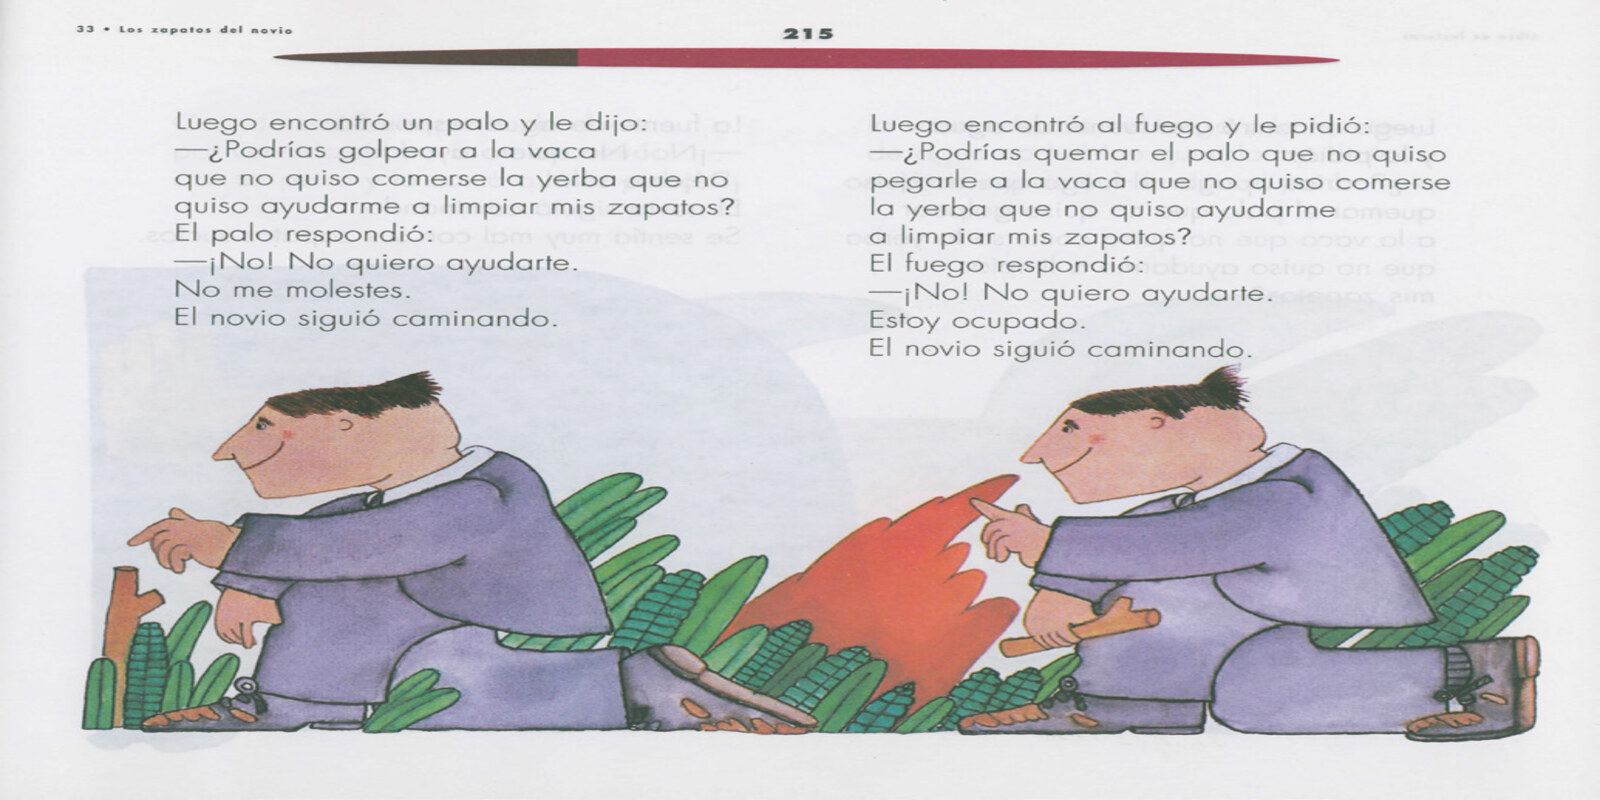 33 • Los zapatos del novio
215
Luego encontró un palo y le dijo:
—¿Podrías golpear a la vaca
que no quiso comerse la yerba que no
quiso ayudarme a limpiar mis zapatos?
El palo respondió:
—¡No! No quiero ayudarte.
No me molestes.
El novio siguió caminando.
Luego encontró al fuego y le pidió:
—¿Podrías quemar el palo que no quiso
pegarle a la vaca que no quiso comerse
la yerba que no quiso ayudarme
a limpiar mis zapatos?
El fuego respondió:
—¡No! No quiero ayudarte.
Estoy ocupado.
El novio siguió caminando.